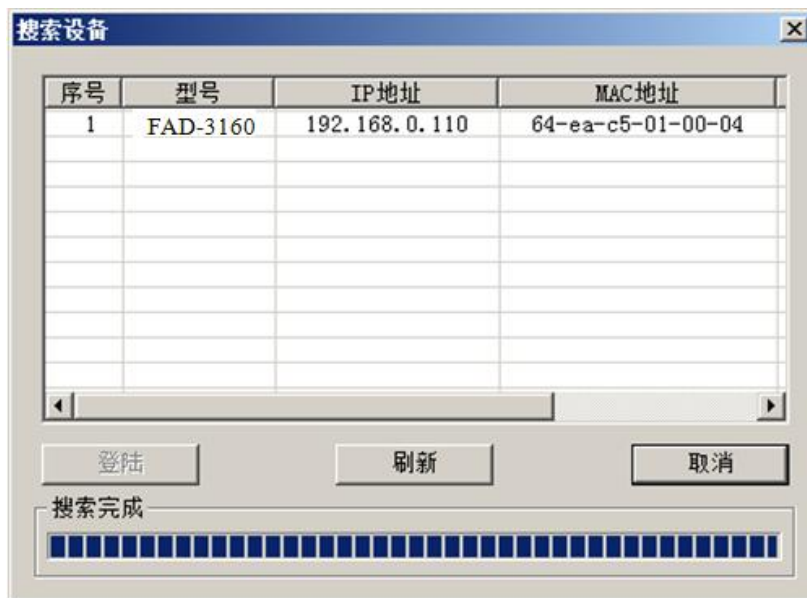 搜索设备
序号 型号 IP地址 MAC地址
1 FAD-3160 192.168.0.110 64-ea-c5-01-00-04
登陆 刷新 取消
搜索完成